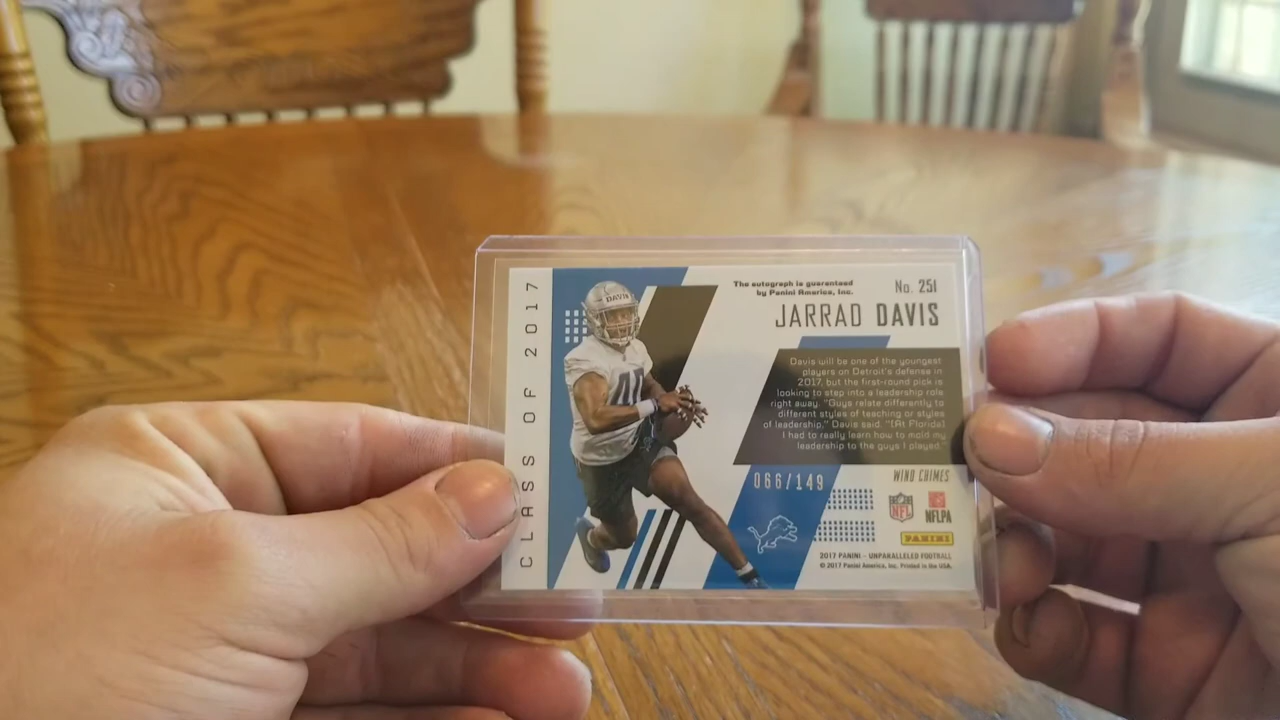 CLASS OF 2017
DAVIS
40
The autograph is guaranteed
by Panini America, Inc.
No. 251
JARRAD DAVIS
Davis will be one of the youngest
players on Detroit's defense in
2017, but the first-round pick is
looking to step into a leadership role
right away. "Guys relate differently to
different styles of teaching or styles
of leadership," Davis said. "[At Florida]
I had to really learn how to mold my
leadership to the guys I played."
066/149
WIND CHIMES
NFL
NFLPA
PANINI
2017 PANINI - UNPARALLELED FOOTBALL
© 2017 Panini America, Inc. Printed in the USA.